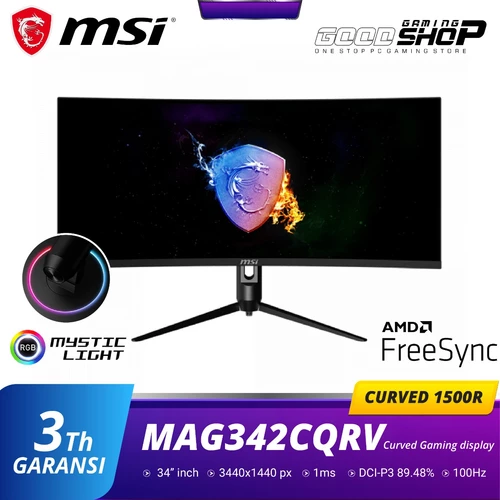 msi
GAMING
GOOD SHOP
ONE STOP PC GAMING STORE
msi
RGB
MYSTIC LIGHT
AMD
FreeSync
CURVED 1500R
3Th
GARANSI
MAG342CQRV Curved Gaming display
34” inch 3440x1440 px 1ms DCI-P3 89.48% 100Hz